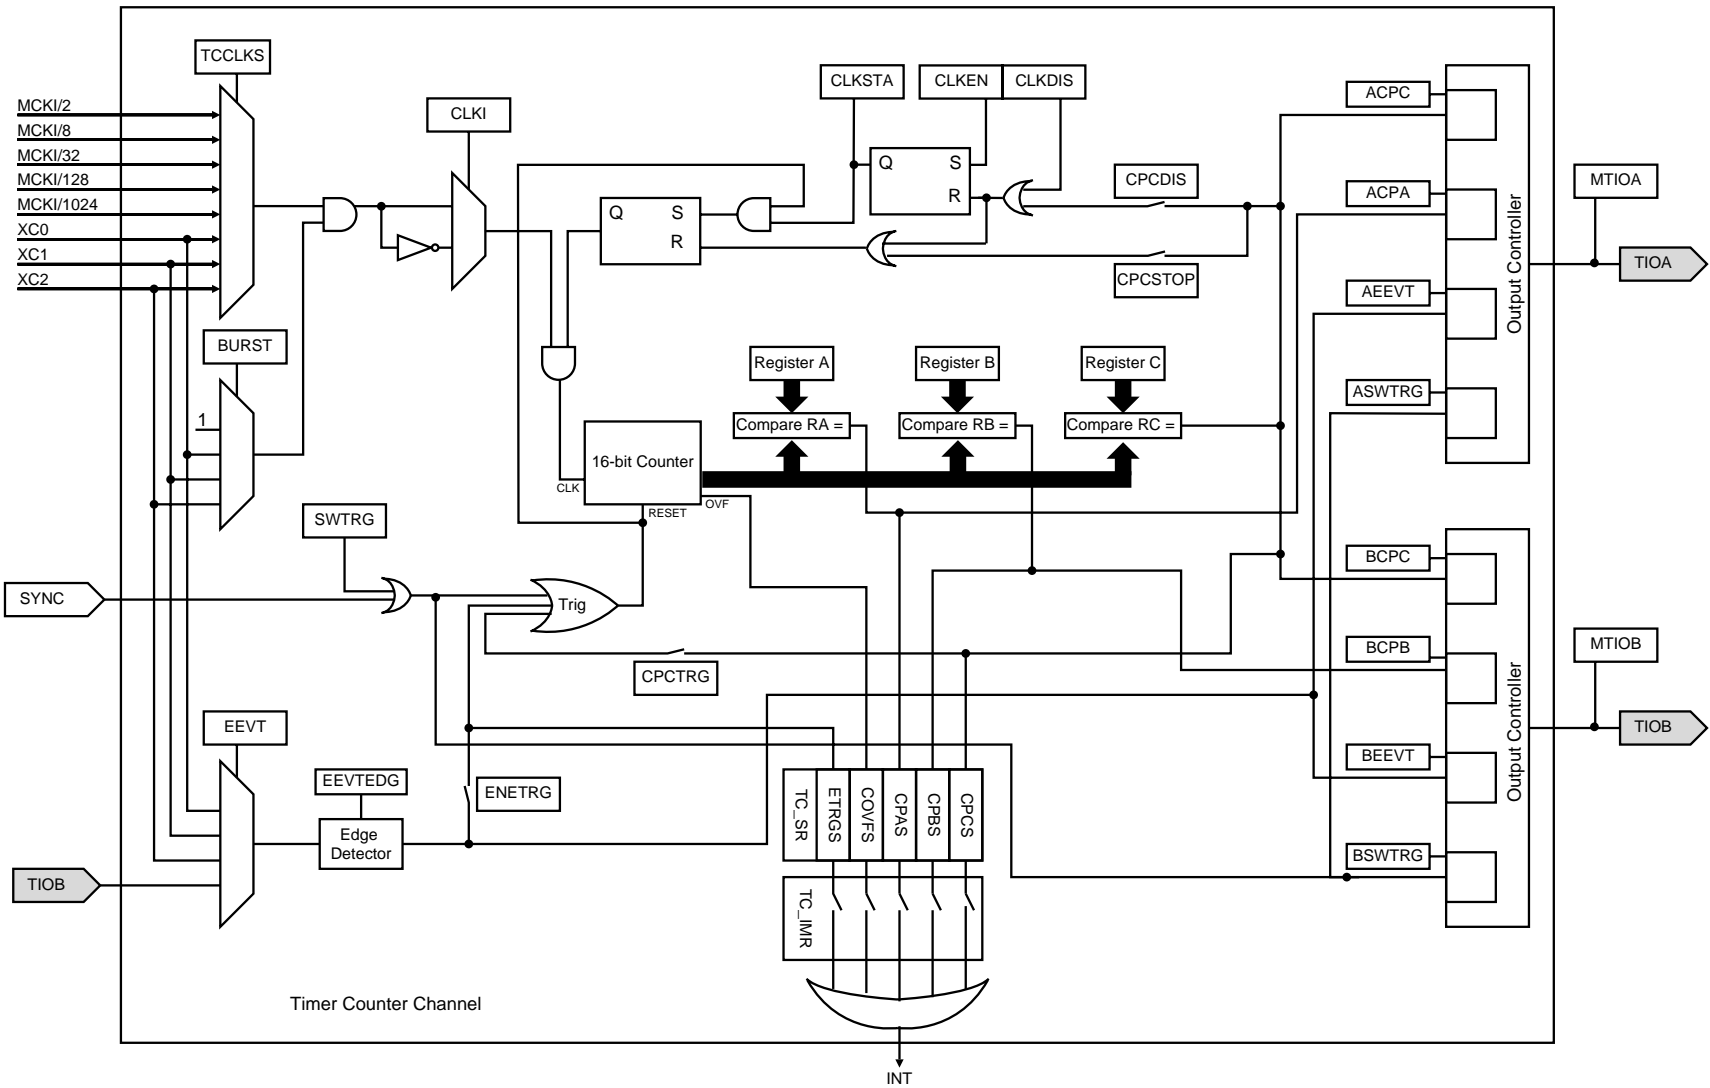 TCCLKS
MCKI/2
MCKI/8
MCKI/32
MCKI/128
MCKI/1024
XC0
XC1
XC2
CLKI
CLKSTA
CLKEN
CLKDIS
Q
S
R
Q
S
R
CPCDIS
CPCSTOP
ACPC
ACPA
AEEVT
ASWTRG
Output Controller
MTIOA
TIOA
BURST
1
Register A
Register B
Register C
Compare RA =
Compare RB =
Compare RC =
16-bit Counter
CLK
OVF
RESET
SWTRG
SYNC
Trig
CPCTRG
BCPC
BCPB
BEEVT
BSWTRG
Output Controller
MTIOB
TIOB
EEVT
EEVTEDG
Edge
Detector
ENETRG
TIOB
TC_SR
ETRGS
COVFS
CPAS
CPBS
CPCS
TC_IMR
Timer Counter Channel
INT